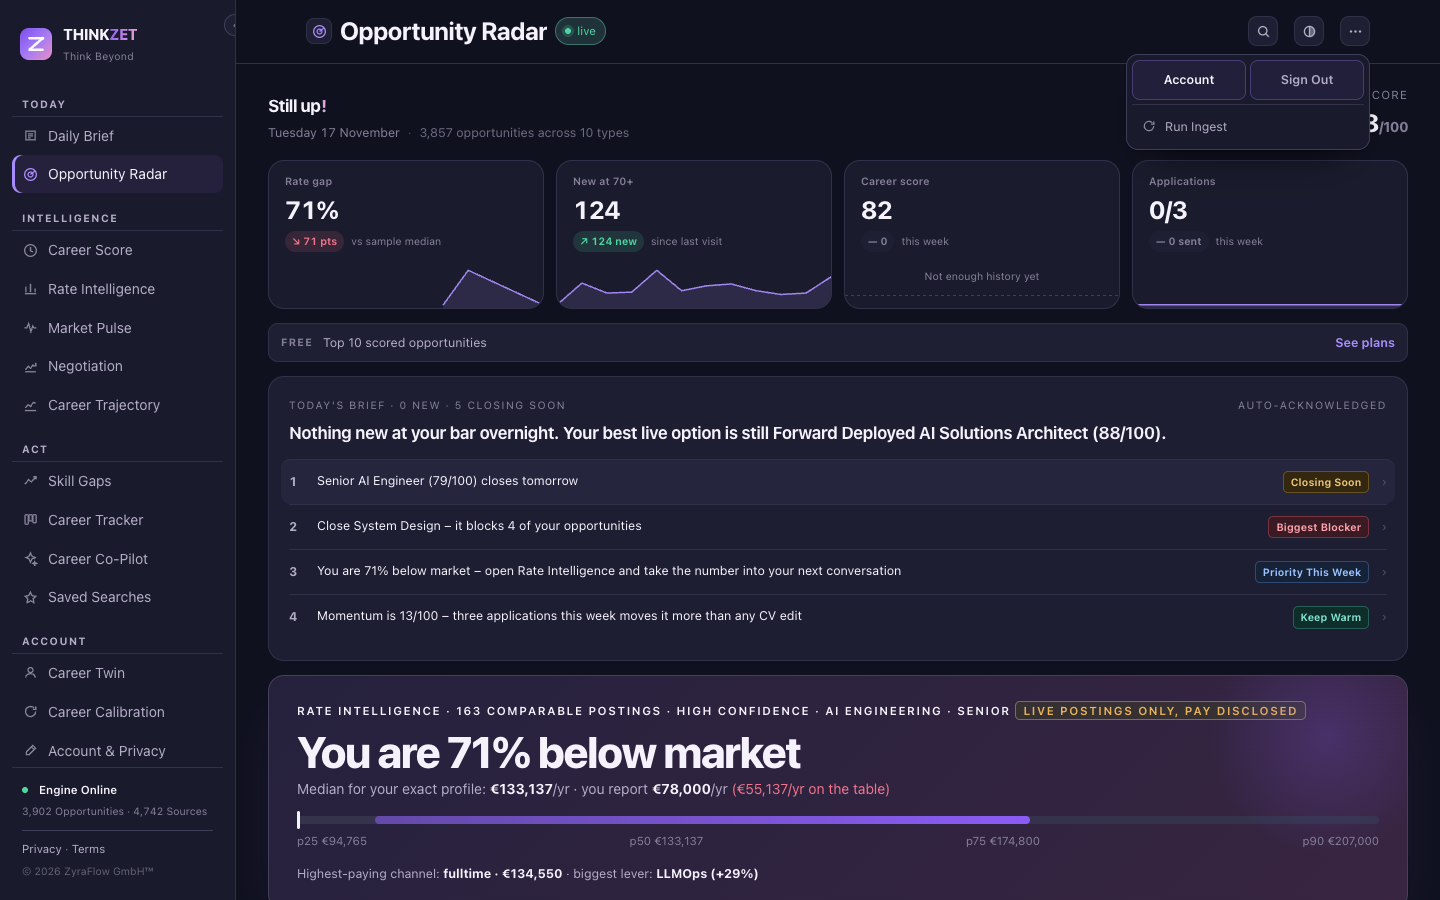 THINKZET
Think Beyond
TODAY
Daily Brief
Opportunity Radar
INTELLIGENCE
Career Score
Rate Intelligence
Market Pulse
Negotiation
Career Trajectory
ACT
Skill Gaps
Career Tracker
Career Co-Pilot
Saved Searches
ACCOUNT
Career Twin
Career Calibration
Account & Privacy
Engine Online
3,902 Opportunities · 4,742 Sources
Privacy · Terms
© 2026 ZyraFlow GmbH™
Opportunity Radar live
Account Sign Out
Run Ingest
Still up!
Tuesday 17 November · 3,857 opportunities across 10 types
CORE
/100
Rate gap
71%
↘ 71 pts vs sample median
New at 70+
124
↗ 124 new since last visit
Career score
82
— 0 this week
Not enough history yet
Applications
0/3
— 0 sent this week
FREE Top 10 scored opportunities See plans
TODAY'S BRIEF · 0 NEW · 5 CLOSING SOON AUTO-ACKNOWLEDGED
Nothing new at your bar overnight. Your best live option is still Forward Deployed AI Solutions Architect (88/100).
1 Senior AI Engineer (79/100) closes tomorrow Closing Soon
2 Close System Design – it blocks 4 of your opportunities Biggest Blocker
3 You are 71% below market – open Rate Intelligence and take the number into your next conversation Priority This Week
4 Momentum is 13/100 – three applications this week moves it more than any CV edit Keep Warm
RATE INTELLIGENCE · 163 COMPARABLE POSTINGS · HIGH CONFIDENCE · AI ENGINEERING · SENIOR LIVE POSTINGS ONLY, PAY DISCLOSED
You are 71% below market
Median for your exact profile: €133,137/yr · you report €78,000/yr (€55,137/yr on the table)
p25 €94,765 p50 €133,137 p75 €174,800 p90 €207,000
Highest-paying channel: fulltime · €134,550 · biggest lever: LLMOps (+29%)